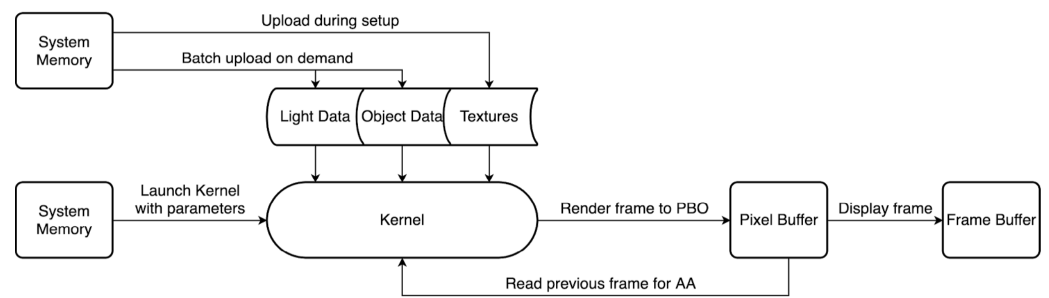 Upload during setup
System
Memory
Batch upload on demand
Light Data
Object Data
Textures
System
Memory
Launch Kernel
with parameters
Kernel
Render frame to PBO
Pixel Buffer
Display frame
Frame Buffer
Read previous frame for AA